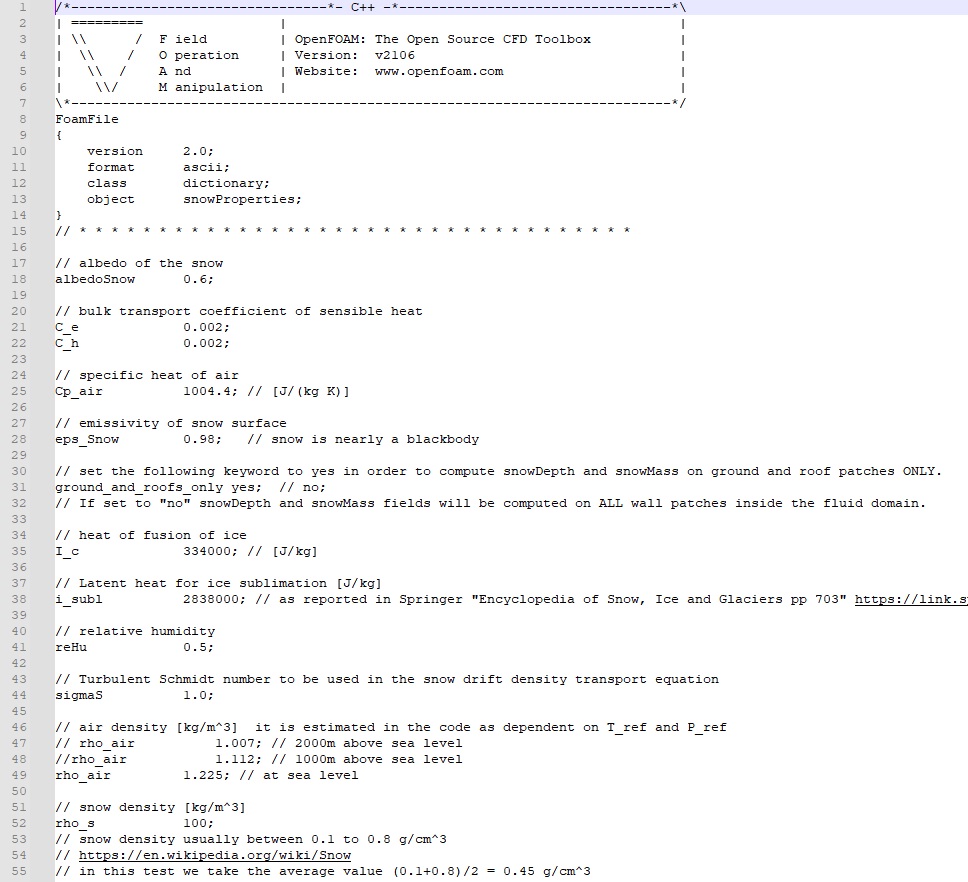 1 /*--------------------------------*- C++ -*----------------------------------*\
2 | =========                 |                                                 |
3 | \\      /  F ield         | OpenFOAM: The Open Source CFD Toolbox           |
4 |  \\    /   O peration     | Version:  v2106                                 |
5 |   \\  /    A nd           | Website:  www.openfoam.com                      |
6 |    \\/     M anipulation  |                                                 |
7 \*---------------------------------------------------------------------------*/
8 FoamFile
9 {
10     version     2.0;
11     format      ascii;
12     class       dictionary;
13     object      snowProperties;
14 }
15 // * * * * * * * * * * * * * * * * * * * * * * * * * * * * * * * * * * *
16
17 // albedo of the snow
18 albedoSnow      0.6;
19
20 // bulk transport coefficient of sensible heat
21 C_e             0.002;
22 C_h             0.002;
23
24 // specific heat of air
25 Cp_air          1004.4; // [J/(kg K)]
26
27 // emissivity of snow surface
28 eps_Snow        0.98;   // snow is nearly a blackbody
29
30 // set the following keyword to yes in order to compute snowDepth and snowMass on ground and roof patches ONLY.
31 ground_and_roofs_only yes;  // no;
32 // If set to "no" snowDepth and snowMass fields will be computed on ALL wall patches inside the fluid domain.
33
34 // heat of fusion of ice
35 I_c             334000; // [J/kg]
36
37 // Latent heat for ice sublimation [J/kg]
38 i_subl          2838000; // as reported in Springer "Encyclopedia of Snow, Ice and Glaciers pp 703" https://link.s
39
40 // relative humidity
41 reHu            0.5;
42
43 // Turbulent Schmidt number to be used in the snow drift density transport equation
44 sigmaS          1.0;
45
46 // air density [kg/m^3]  it is estimated in the code as dependent on T_ref and P_ref
47 // rho_air          1.007; // 2000m above sea level
48 //rho_air           1.112; // 1000m above sea level
49 rho_air         1.225; // at sea level
50
51 // snow density [kg/m^3]
52 rho_s           100;
53 // snow density usually between 0.1 to 0.8 g/cm^3
54 // https://en.wikipedia.org/wiki/Snow
55 // in this test we take the average value (0.1+0.8)/2 = 0.45 g/cm^3